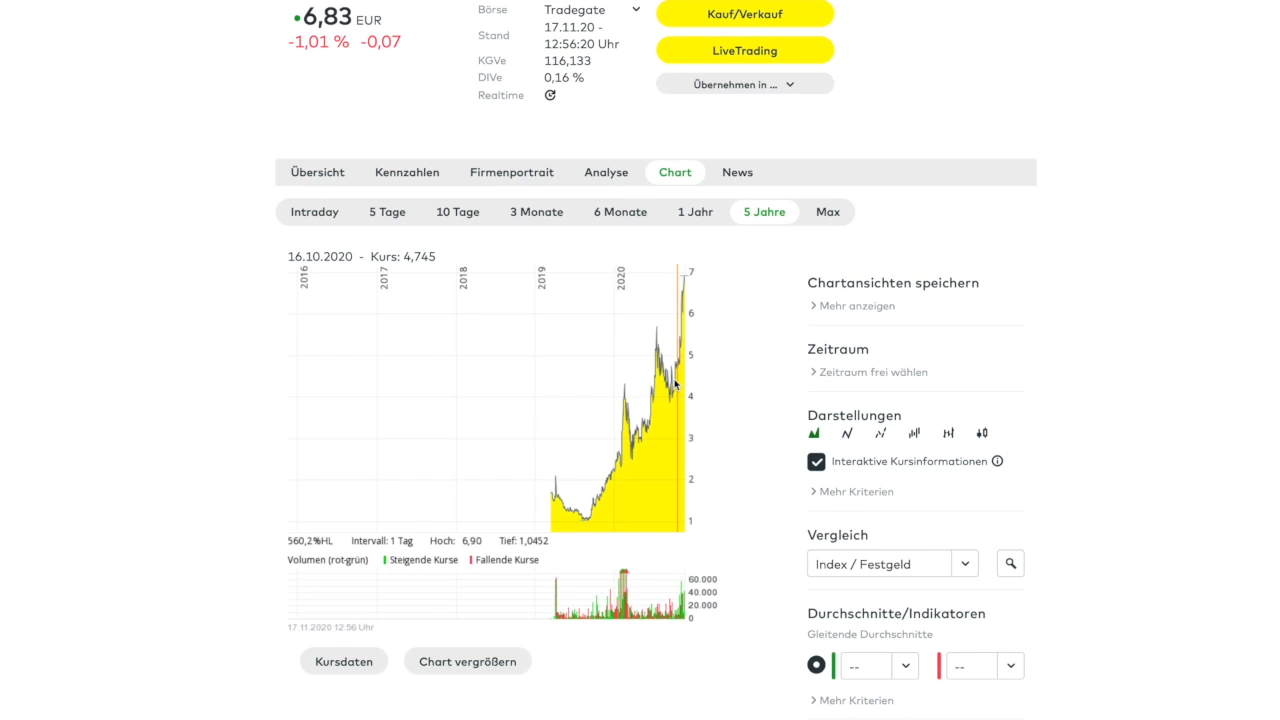 6,83 EUR
-1,01 % -0,07
Börse Tradegate
Stand 17.11.20 -
12:56:20 Uhr
KGVe 116,133
DIVe 0,16 %
Realtime
Kauf/Verkauf
LiveTrading
Übernehmen in ...
Übersicht Kennzahlen Firmenportrait Analyse Chart News
Intraday 5 Tage 10 Tage 3 Monate 6 Monate 1 Jahr 5 Jahre Max
16.10.2020 - Kurs: 4,745
2016 2017 2018 2019 2020
7
6
5
4
3
2
1
560,2%HL Intervall: 1 Tag Hoch: 6,90 Tief: 1,0452
Volumen (rot-grün) Steigende Kurse Fallende Kurse
60.000
40.000
20.000
0
17.11.2020 12:56 Uhr
Kursdaten Chart vergrößern
Chartansichten speichern
Mehr anzeigen
Zeitraum
Zeitraum frei wählen
Darstellungen
Interaktive Kursinformationen
Mehr Kriterien
Vergleich
Index / Festgeld
Durchschnitte/Indikatoren
Gleitende Durchschnitte
-- --
Mehr Kriterien